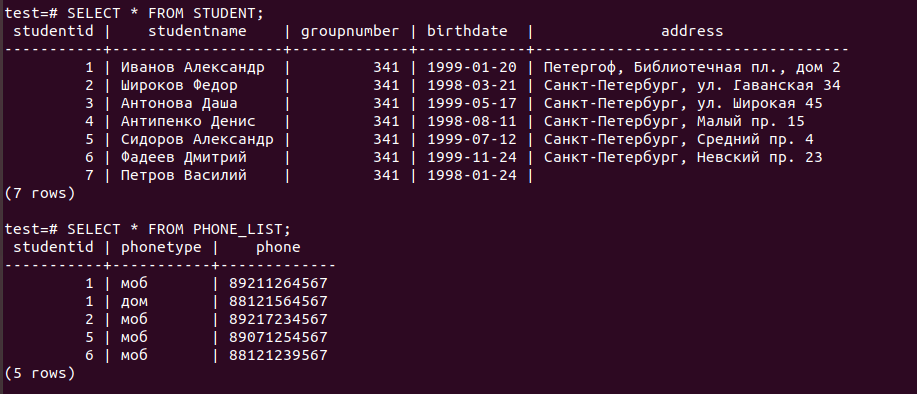 test=# SELECT * FROM STUDENT;
 studentid |    studentname    | groupnumber | birthdate  |              address
-----------+-------------------+-------------+------------+-----------------------------------
         1 | Иванов Александр  |         341 | 1999-01-20 | Петергоф, Библиотечная пл., дом 2
         2 | Широков Федор     |         341 | 1998-03-21 | Санкт-Петербург, ул. Гаванская 34
         3 | Антонова Даша     |         341 | 1999-05-17 | Санкт-Петербург, ул. Широкая 45
         4 | Антипенко Денис   |         341 | 1998-08-11 | Санкт-Петербург, Малый пр. 15
         5 | Сидоров Александр |         341 | 1999-07-12 | Санкт-Петербург, Средний пр. 4
         6 | Фадеев Дмитрий    |         341 | 1999-11-24 | Санкт-Петербург, Невский пр. 23
         7 | Петров Василий    |         341 | 1998-01-24 |
(7 rows)

test=# SELECT * FROM PHONE_LIST;
 studentid | phonetype |    phone
-----------+-----------+-------------
         1 | моб       | 89211264567
         1 | дом       | 88121564567
         2 | моб       | 89217234567
         5 | моб       | 89071254567
         6 | моб       | 88121239567
(5 rows)